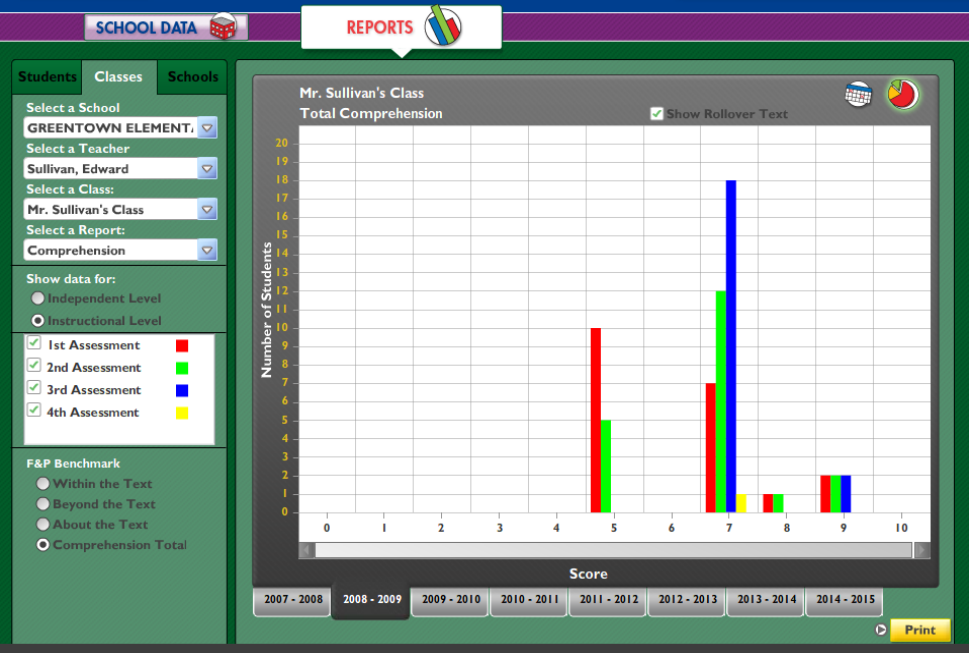 SCHOOL DATA
REPORTS
Students Classes Schools
Select a School
GREENTOWN ELEMENT
Select a Teacher
Sullivan, Edward
Select a Class:
Mr. Sullivan's Class
Select a Report:
Comprehension
Show data for:
Independent Level
Instructional Level
1st Assessment
2nd Assessment
3rd Assessment
4th Assessment
F&P Benchmark
Within the Text
Beyond the Text
About the Text
Comprehension Total
Mr. Sullivan's Class
Total Comprehension
Show Rollover Text
Number of Students
20
19
18
17
16
15
14
13
12
11
10
9
8
7
6
5
4
3
2
1
0
0 1 2 3 4 5 6 7 8 9 10
Score
2007 - 2008 2008 - 2009 2009 - 2010 2010 - 2011 2011 - 2012 2012 - 2013 2013 - 2014 2014 - 2015
Print